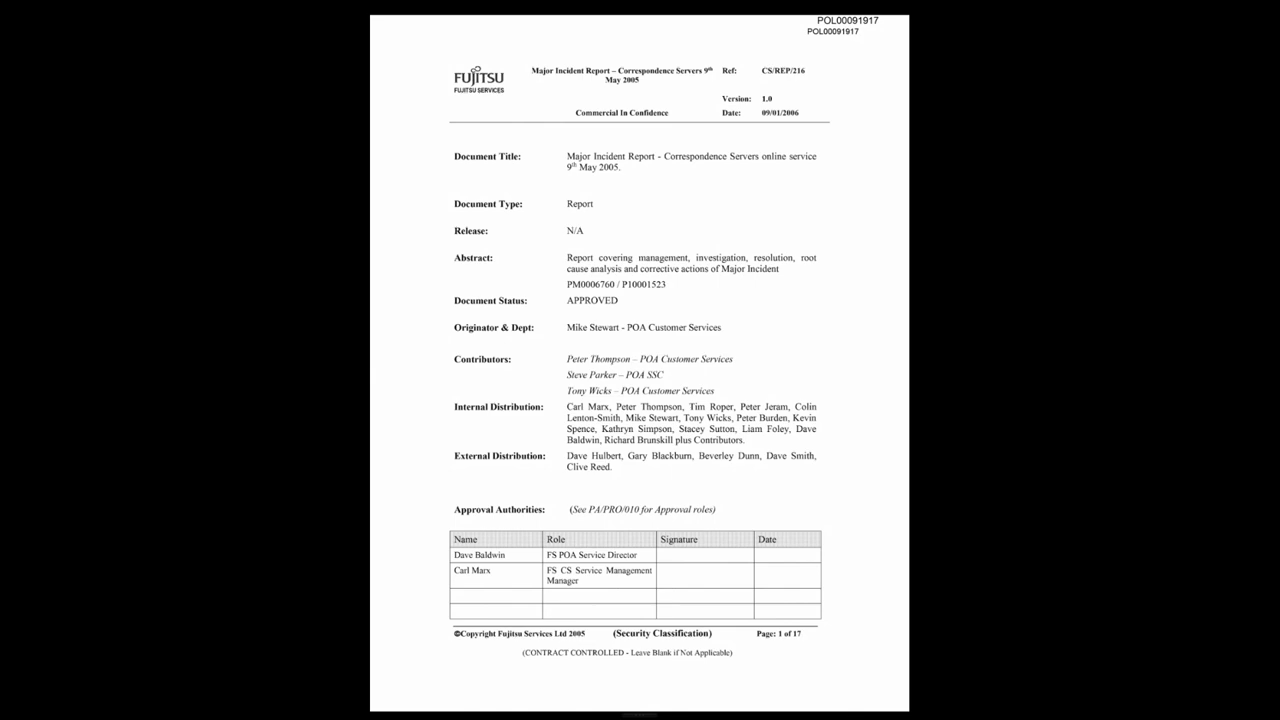 POL00091917
POL00091917
FUJITSU
FUJITSU SERVICES
Major Incident Report – Correspondence Servers 9th
May 2005
Ref: CS/REP/216
Version: 1.0
Commercial In Confidence
Date: 09/01/2006
Document Title: Major Incident Report - Correspondence Servers online service
9th May 2005.
Document Type: Report
Release: N/A
Abstract: Report covering management, investigation, resolution, root
cause analysis and corrective actions of Major Incident
PM0006760 / P10001523
Document Status: APPROVED
Originator & Dept: Mike Stewart - POA Customer Services
Contributors: Peter Thompson – POA Customer Services
Steve Parker – POA SSC
Tony Wicks – POA Customer Services
Internal Distribution: Carl Marx, Peter Thompson, Tim Roper, Peter Jeram, Colin
Lenton-Smith, Mike Stewart, Tony Wicks, Peter Burden, Kevin
Spence, Kathryn Simpson, Stacey Sutton, Liam Foley, Dave
Baldwin, Richard Brunskill plus Contributors.
External Distribution: Dave Hulbert, Gary Blackburn, Beverley Dunn, Dave Smith,
Clive Reed.
Approval Authorities: (See PA/PRO/010 for Approval roles)
Name Role Signature Date
Dave Baldwin FS POA Service Director
Carl Marx FS CS Service Management
Manager
©Copyright Fujitsu Services Ltd 2005 (Security Classification) Page: 1 of 17
(CONTRACT CONTROLLED - Leave Blank if Not Applicable)